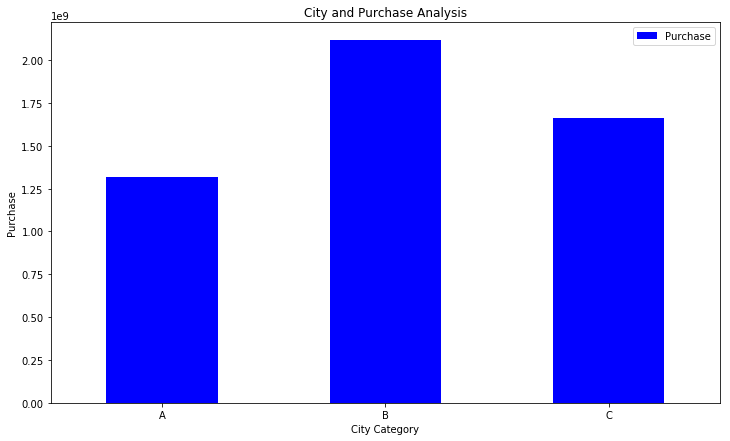 City and Purchase Analysis
1e9
Purchase
2.00
1.75
1.50
1.25
1.00
0.75
0.50
0.25
0.00
Purchase
A
B
C
City Category